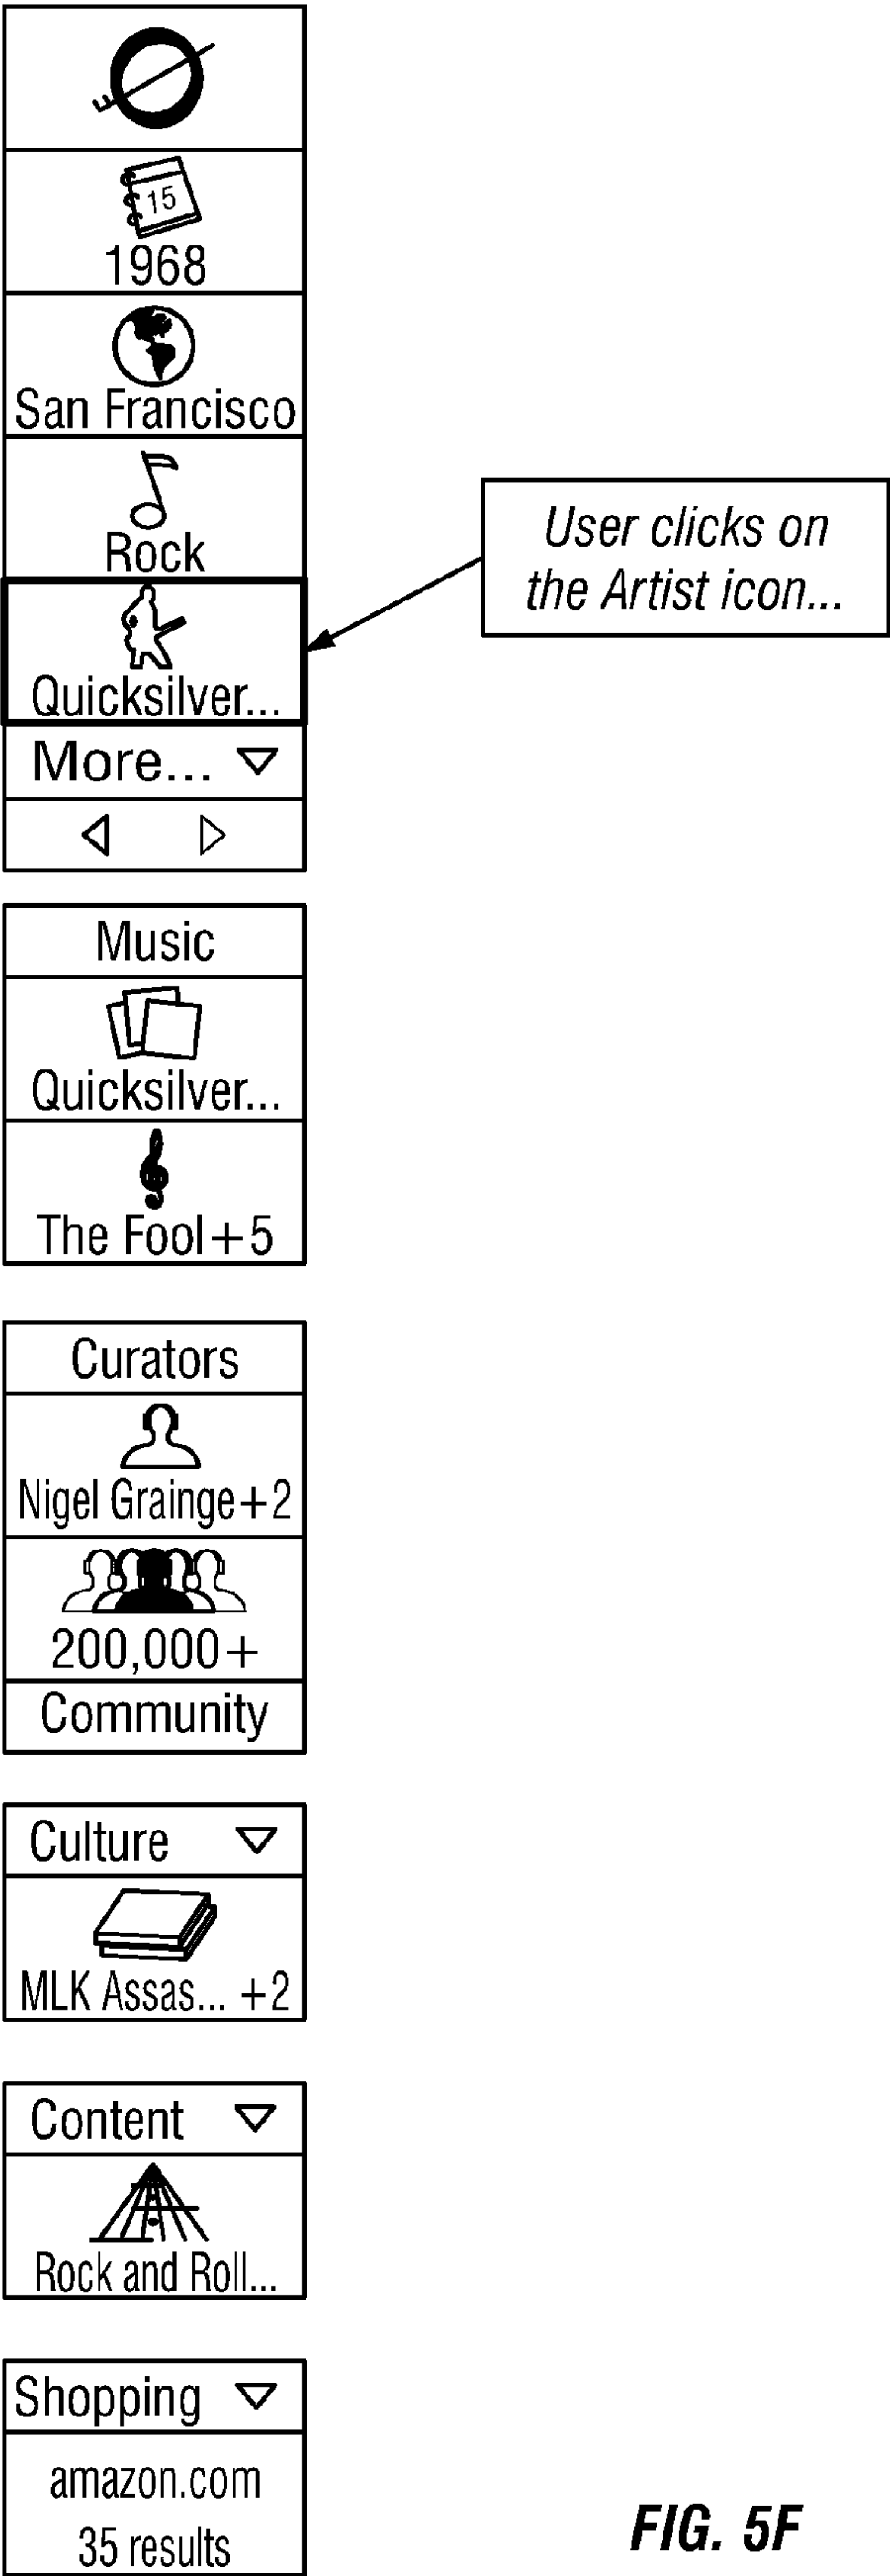 15
1968
San Francisco
Rock
User clicks on
the Artist icon...
Quicksilver...
More...
Music
Quicksilver...
The Fool+5
Curators
Nigel Grainge+2
200,000+
Community
Culture
MLK Assas... +2
Content
Rock and Roll...
Shopping
amazon.com
35 results
FIG. 5F